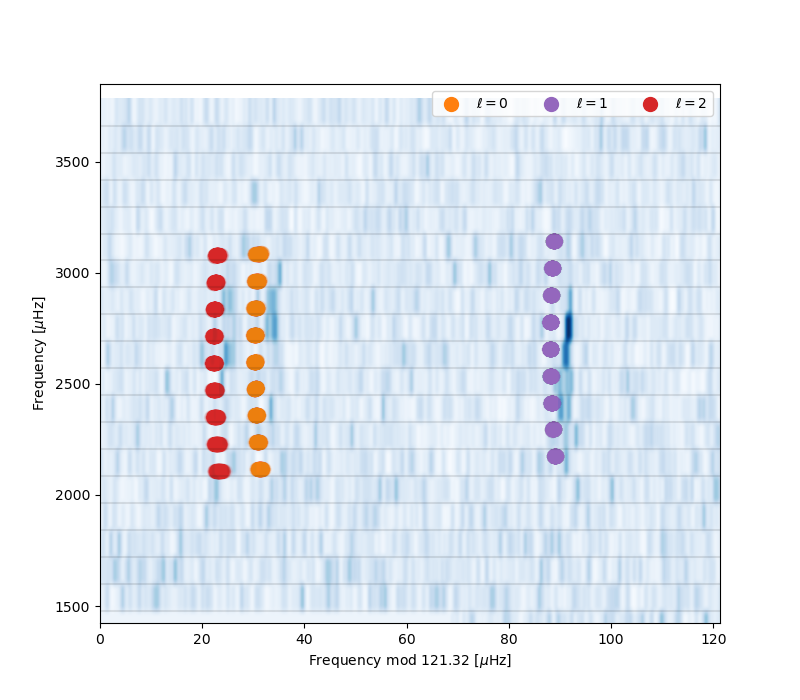 ℓ = 0 ℓ = 1 ℓ = 2
3500
3000
2500
2000
1500
Frequency [μHz]
0 20 40 60 80 100 120
Frequency mod 121.32 [μHz]